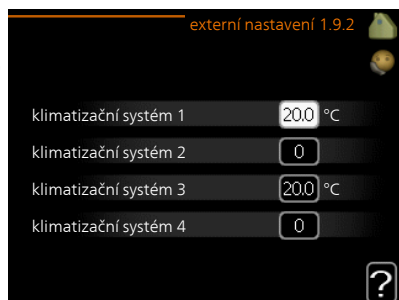 externí nastavení 1.9.2
klimatizační systém 1 20.0 °C
klimatizační systém 2 0
klimatizační systém 3 20.0 °C
klimatizační systém 4 0
?